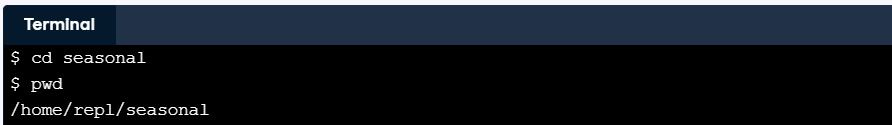 Terminal
$ cd seasonal
$ pwd
/home/repl/seasonal